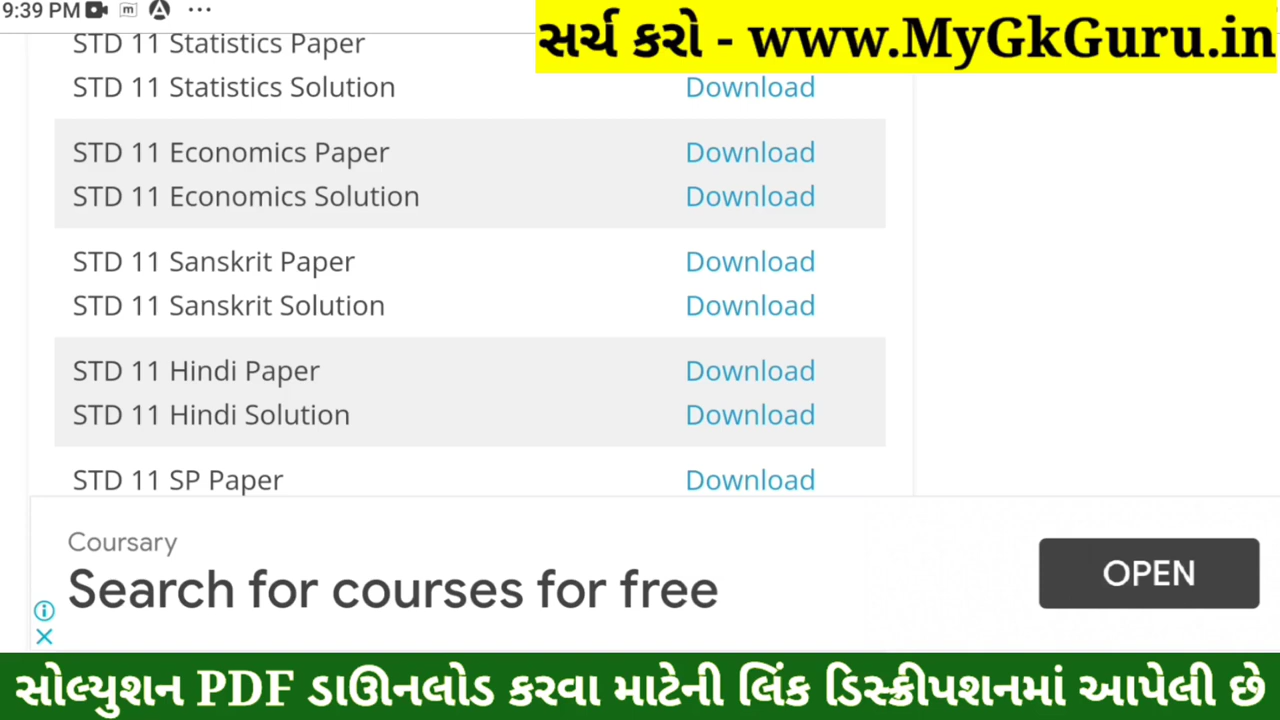 9:39 PM
સર્ચ કરો - www.MyGkGuru.in
STD 11 Statistics Paper
STD 11 Statistics Solution Download
STD 11 Economics Paper Download
STD 11 Economics Solution Download
STD 11 Sanskrit Paper Download
STD 11 Sanskrit Solution Download
STD 11 Hindi Paper Download
STD 11 Hindi Solution Download
STD 11 SP Paper Download
Coursary
Search for courses for free
OPEN
સોલ્યુશન PDF ડાઊનલોડ કરવા માટેની લિંક ડિસ્ક્રીપશનમાં આપેલી છે